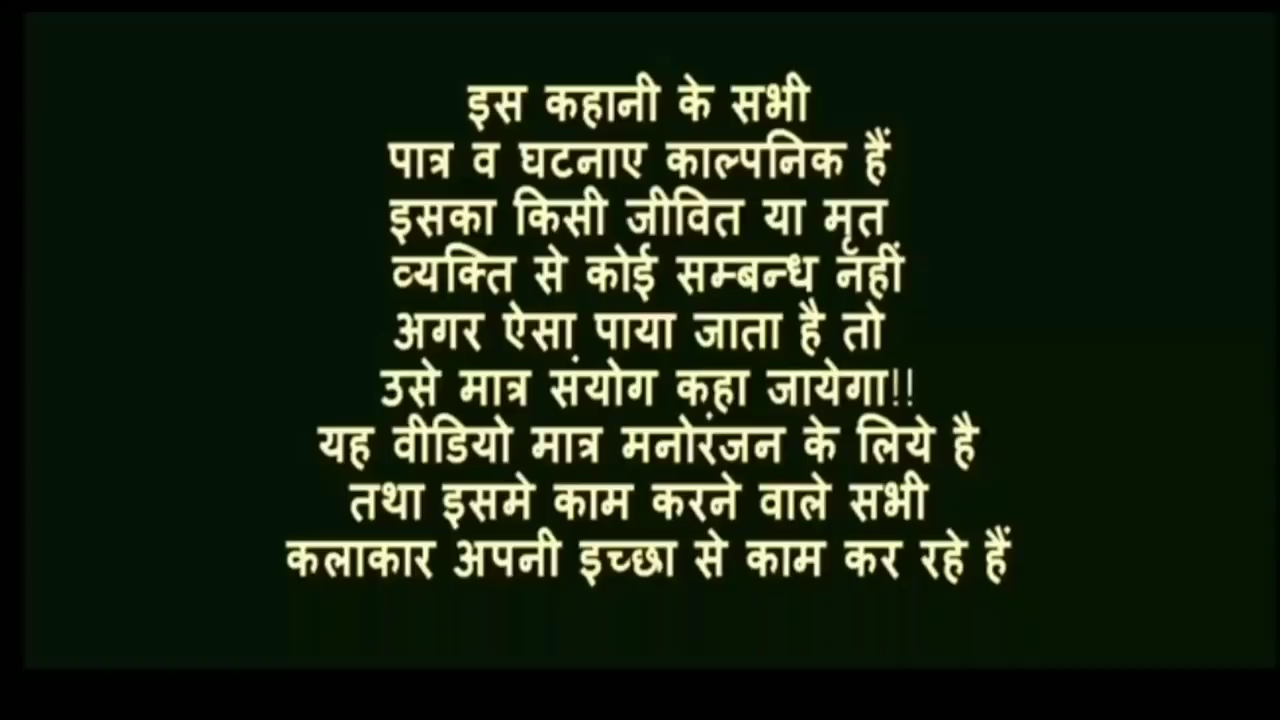 इस कहानी के सभी
पात्र व घटनाए काल्पनिक हैं
इसका किसी जीवित या मृत
व्यक्ति से कोई सम्बन्ध नहीं
अगर ऐसा पाया जाता है तो
उसे मात्र संयोग कहा जायेगा!!
यह वीडियो मात्र मनोरंजन के लिये है
तथा इसमे काम करने वाले सभी
कलाकार अपनी इच्छा से काम कर रहे हैं